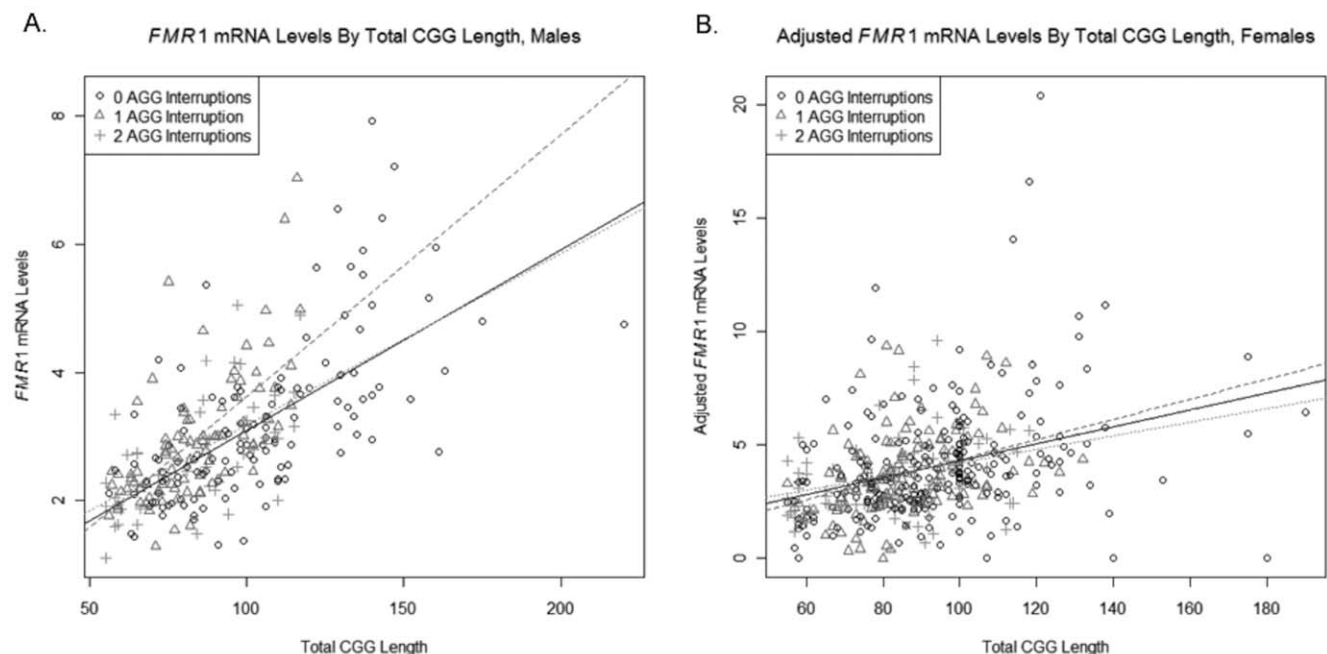 A.
FMR1 mRNA Levels By Total CGG Length, Males
0 AGG Interruptions
1 AGG Interruption
2 AGG Interruptions
8
6
4
2
FMR1 mRNA Levels
50 100 150 200
Total CGG Length
B.
Adjusted FMR1 mRNA Levels By Total CGG Length, Females
0 AGG Interruptions
1 AGG Interruption
2 AGG Interruptions
20
15
10
5
0
Adjusted FMR1 mRNA Levels
60 80 100 120 140 160 180
Total CGG Length